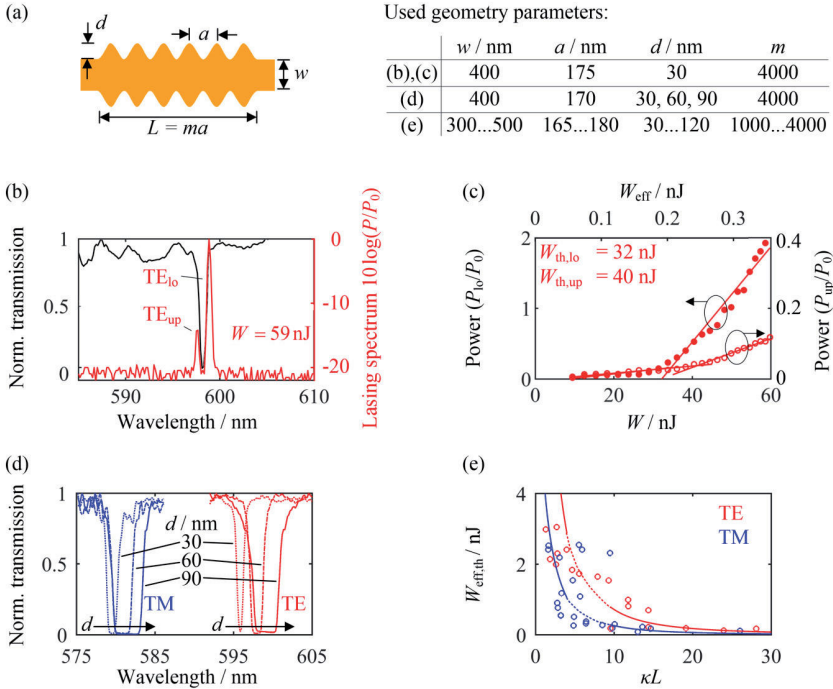 (a)
d
a
w
L = ma
Used geometry parameters:
w / nm a / nm d / nm m
(b),(c) 400 175 30 4000
(d) 400 170 30, 60, 90 4000
(e) 300...500 165...180 30...120 1000...4000
(b)
Norm. transmission
1
0.5
0
TE_lo
TE_up
W = 59 nJ
0
-10
-20
Lasing spectrum 10 log(P/P_0)
590 600 610
Wavelength / nm
(c)
W_eff / nJ
0 0.1 0.2 0.3
Power (P_lo/P_0)
2
1
0
W_th,lo = 32 nJ
W_th,up = 40 nJ
0.4
0.2
0
Power (P_up/P_0)
0 20 40 60
W / nJ
(d)
Norm. transmission
1
0.5
0
d / nm
30
60
90
TM
TE
d
d
575 585 595 605
Wavelength / nm
(e)
W_eff,th / nJ
4
2
0
TE
TM
0 10 20 30
κL